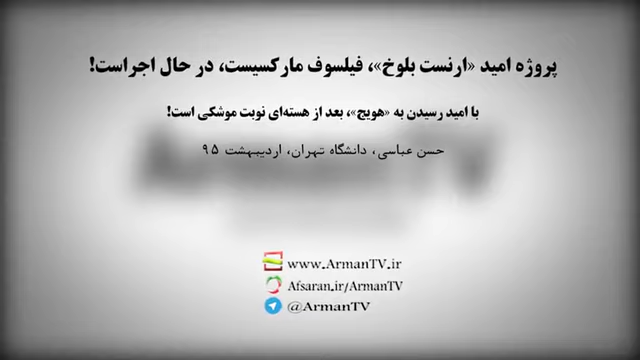 پروژه امید «ارنست بلوخ»، فیلسوف مارکسیست، در حال اجراست!
با امید رسیدن به «هویج»، بعد از هسته‌ای نوبت موشکی است!
حسن عباسی، دانشگاه تهران، اردیبهشت ۹۵
www.ArmanTV.ir
Afsaran.ir/ArmanTV
@ArmanTV